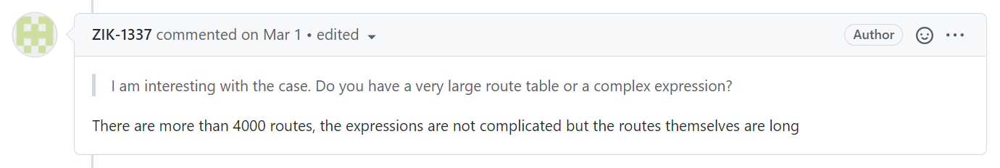 ZIK-1337 commented on Mar 1 • edited
Author
I am interesting with the case. Do you have a very large route table or a complex expression?
There are more than 4000 routes, the expressions are not complicated but the routes themselves are long